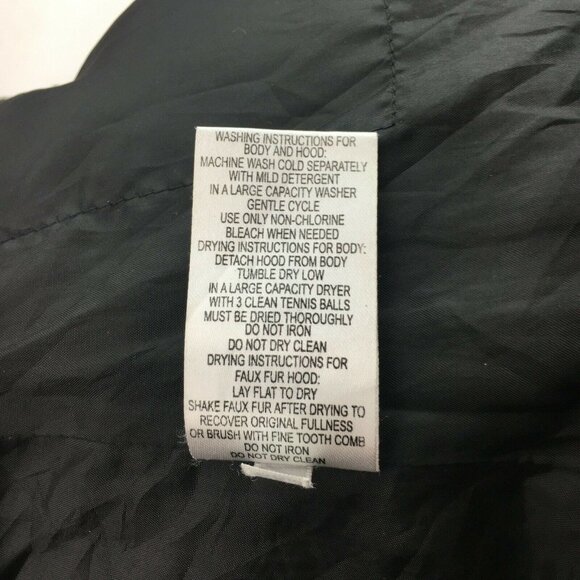 WASHING INSTRUCTIONS FOR
BODY AND HOOD:
MACHINE WASH COLD SEPARATELY
WITH MILD DETERGENT
IN A LARGE CAPACITY WASHER
GENTLE CYCLE
USE ONLY NON-CHLORINE
BLEACH WHEN NEEDED
DRYING INSTRUCTIONS FOR BODY:
DETACH HOOD FROM BODY
TUMBLE DRY LOW
IN A LARGE CAPACITY DRYER
WITH 3 CLEAN TENNIS BALLS
MUST BE DRIED THOROUGHLY
DO NOT IRON
DO NOT DRY CLEAN
DRYING INSTRUCTIONS FOR
FAUX FUR HOOD:
LAY FLAT TO DRY
SHAKE FAUX FUR AFTER DRYING TO
RECOVER ORIGINAL FULLNESS
OR BRUSH WITH FINE TOOTH COMB
DO NOT IRON
DO NOT DRY CLEAN